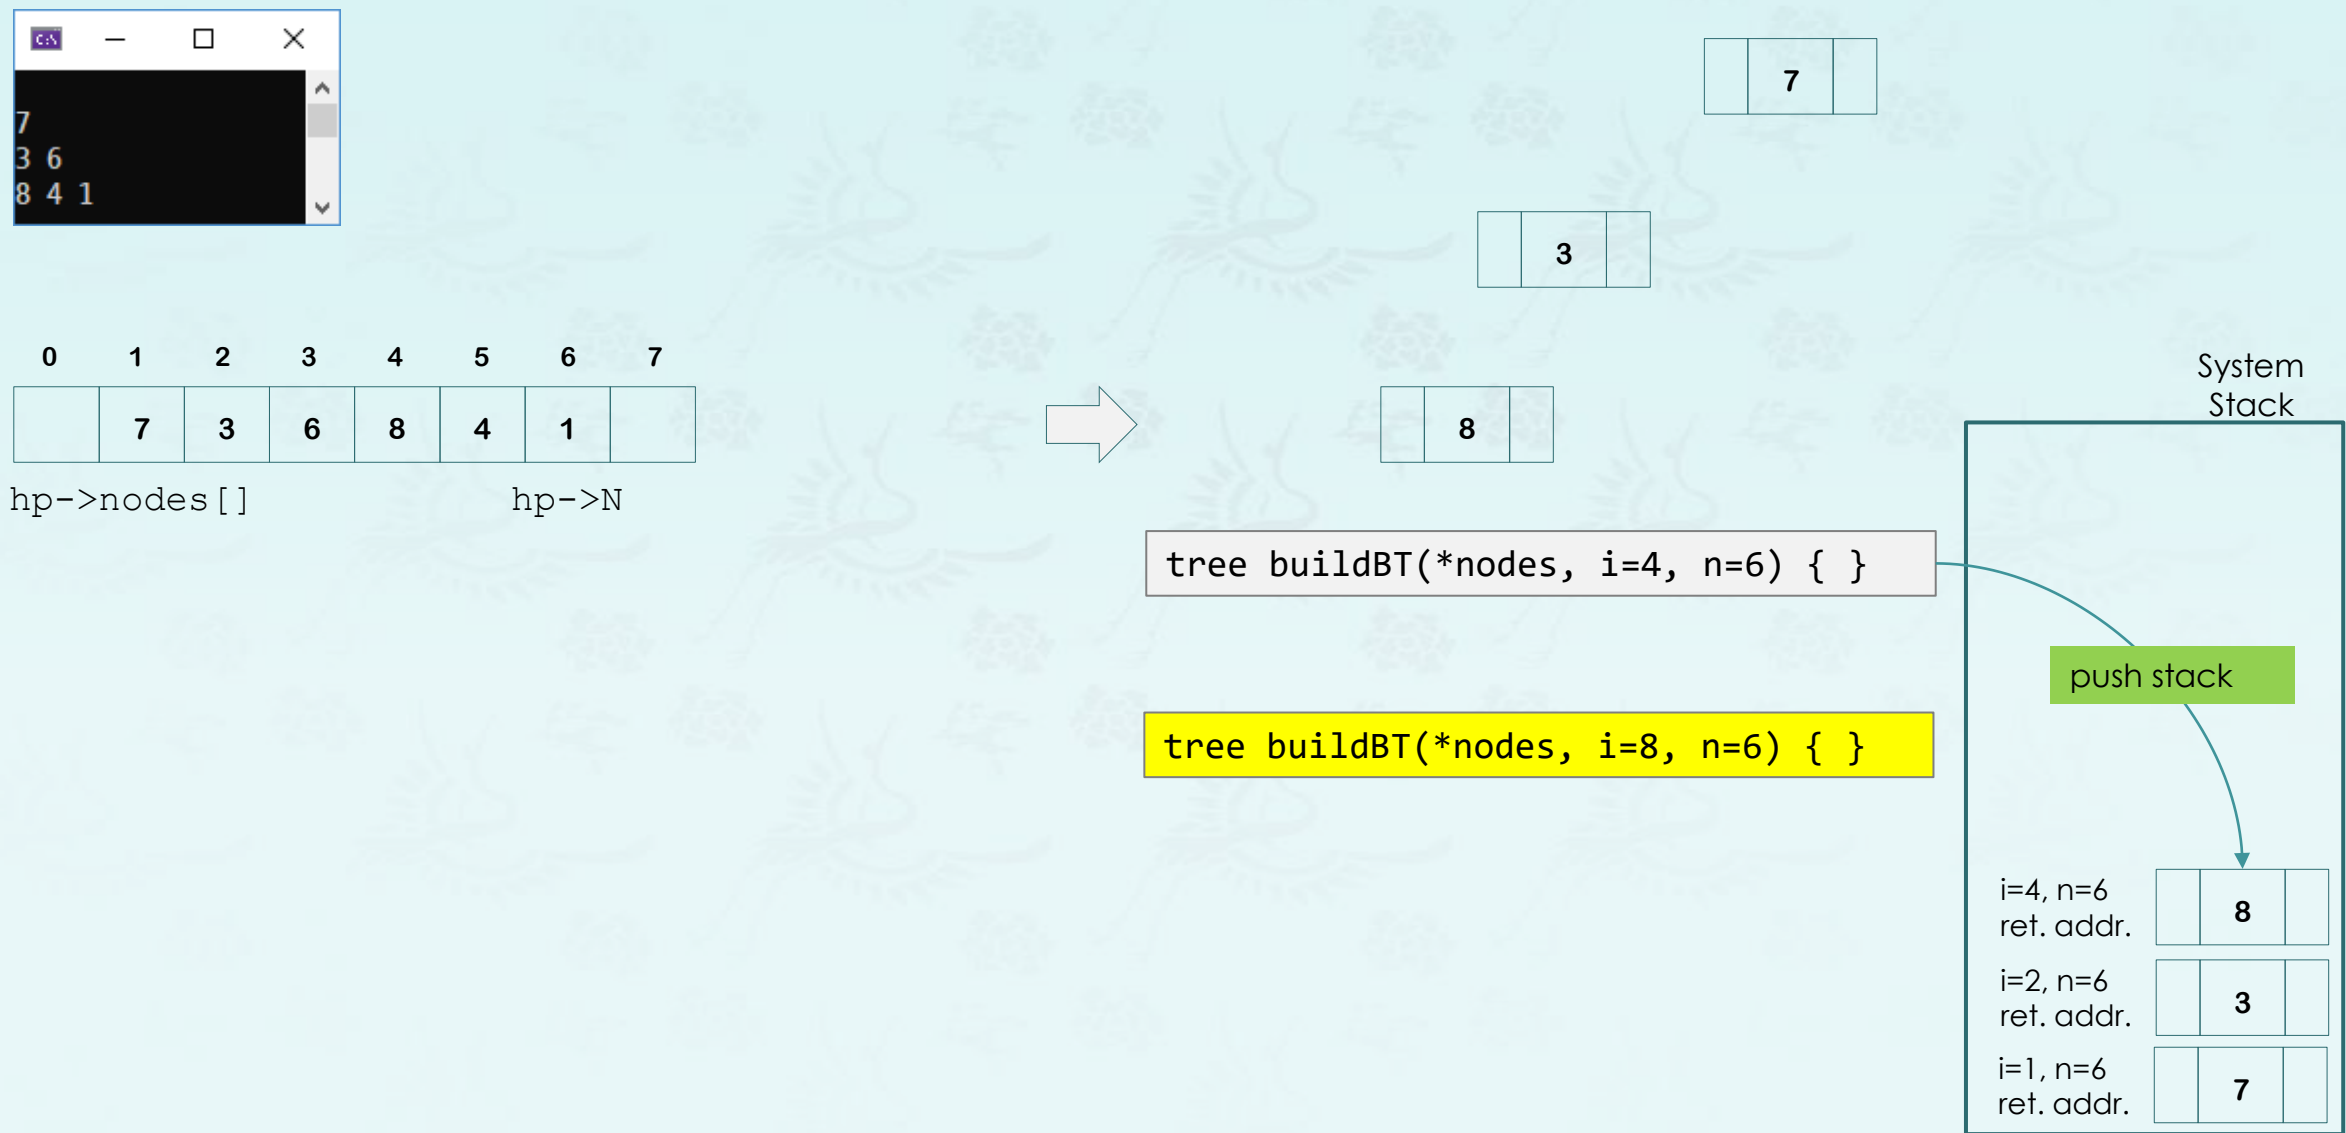 C:\
7
3 6
8 4 1
7
3
0 1 2 3 4 5 6 7
7 3 6 8 4 1
hp->nodes[]
hp->N
8
System
Stack
tree buildBT(*nodes, i=4, n=6) { }
push stack
tree buildBT(*nodes, i=8, n=6) { }
i=4, n=6
ret. addr.
8
i=2, n=6
ret. addr.
3
i=1, n=6
ret. addr.
7